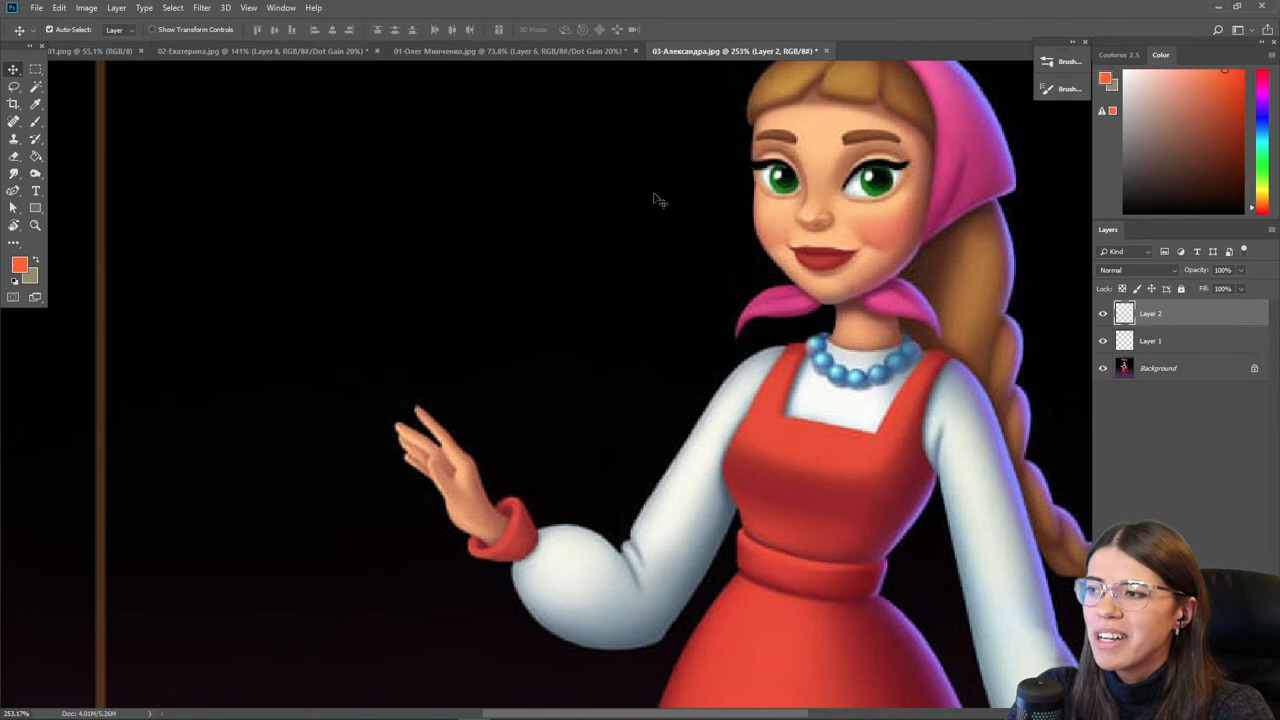 Ps File Edit Image Layer Type Select Filter 3D View Window Help
Auto-Select: Layer Show Transform Controls 3D Mode:
01.png @ 55,1% (RGB/8) × 02-Екатерина.jpg @ 141% (Layer 8, RGB/8#/Dot Gain 20%) * × 01-Олег Минченко.jpg @ 73,8% (Layer 6, RGB/8#/Dot Gain 20%) * × 03-Александра.jpg @ 253% (Layer 2, RGB/8#) * ×
Brush...
Brush...
Coolorus 2.5 Color
Layers
Kind
Normal Opacity: 100%
Lock: Fill: 100%
Layer 2
Layer 1
Background
253,17% Doc: 4,01M/5,26M